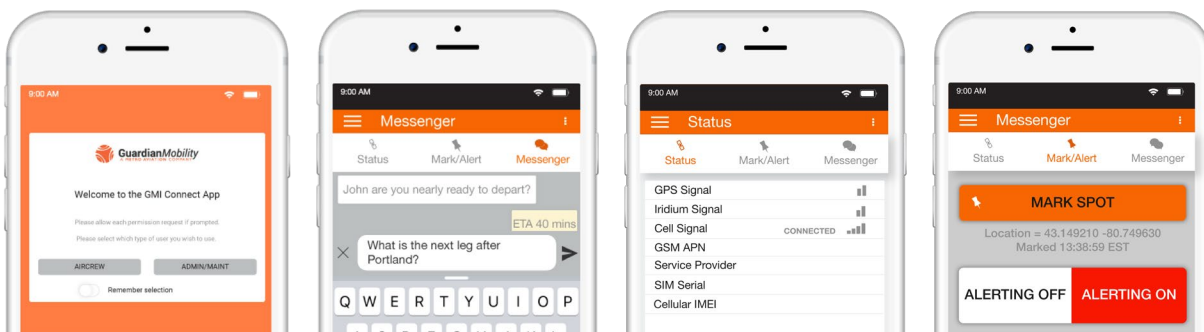 9:00 AM
GuardianMobility
A METRO AVIATION COMPANY
Welcome to the GMI Connect App
Please allow each permission request if prompted.
Please select which type of user you wish to use.
AIRCREW
ADMIN/MAINT
Remember selection
9:00 AM
Messenger
Status
Mark/Alert
Messenger
John are you nearly ready to depart?
ETA 40 mins
What is the next leg after
Portland?
Q W E R T Y U I O P
9:00 AM
Status
Status
Mark/Alert
Messenger
GPS Signal
Iridium Signal
Cell Signal CONNECTED
GSM APN
Service Provider
SIM Serial
Cellular IMEI
9:00 AM
Messenger
Status
Mark/Alert
Messenger
MARK SPOT
Location = 43.149210 -80.749630
Marked 13:38:59 EST
ALERTING OFF
ALERTING ON